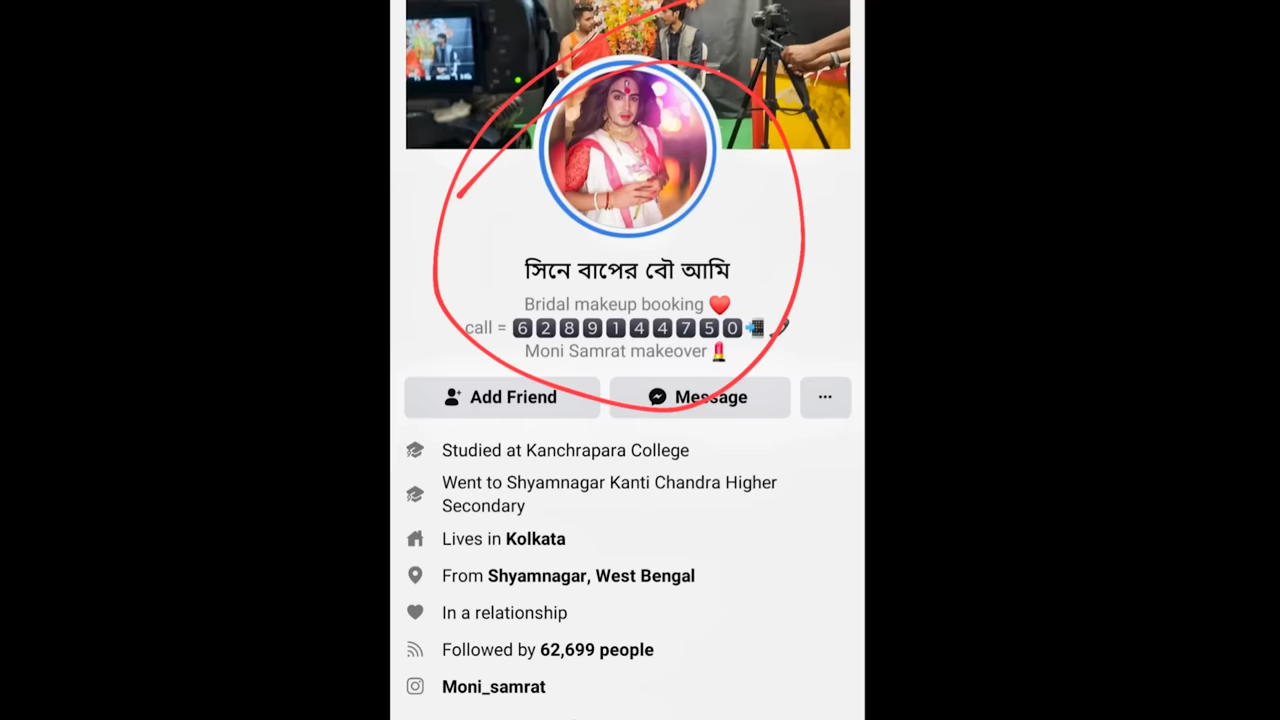 সিনে বাপের বৌ আমি
Bridal makeup booking ❤️
call = 6289144750📲
Moni Samrat makeover 💄
Add Friend
Message
Studied at Kanchrapara College
Went to Shyamnagar Kanti Chandra Higher
Secondary
Lives in Kolkata
From Shyamnagar, West Bengal
In a relationship
Followed by 62,699 people
Moni_samrat